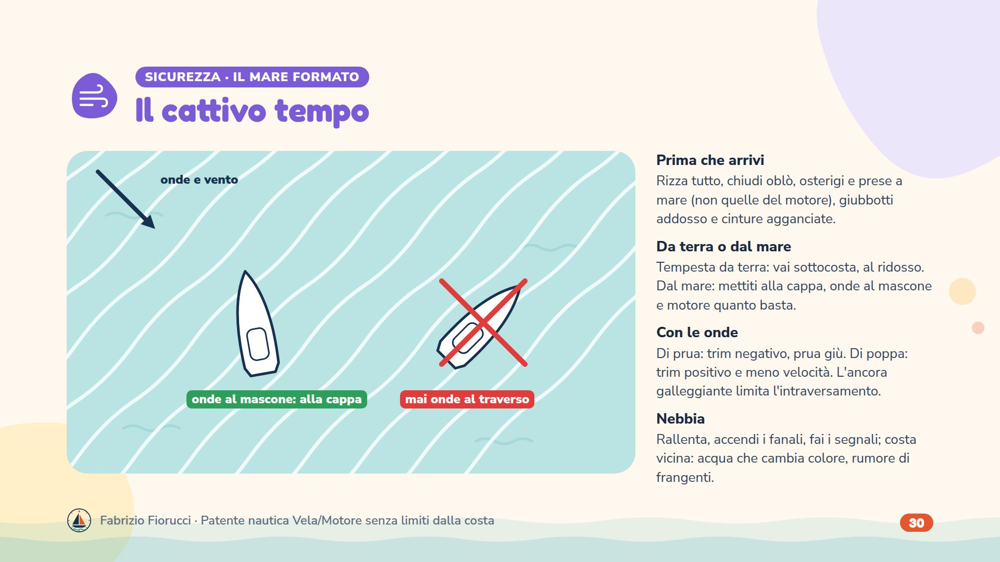 SICUREZZA · IL MARE FORMATO
Il cattivo tempo
onde e vento
onde al mascone: alla cappa
mai onde al traverso
Prima che arrivi
Rizza tutto, chiudi oblò, osterigi e prese a
mare (non quelle del motore), giubbotti
addosso e cinture agganciate.
Da terra o dal mare
Tempesta da terra: vai sottocosta, al ridosso.
Dal mare: mettiti alla cappa, onde al mascone
e motore quanto basta.
Con le onde
Di prua: trim negativo, prua giù. Di poppa:
trim positivo e meno velocità. L'ancora
galleggiante limita l'intraversamento.
Nebbia
Rallenta, accendi i fanali, fai i segnali; costa
vicina: acqua che cambia colore, rumore di
frangenti.
Fabrizio Fiorucci · Patente nautica Vela/Motore senza limiti dalla costa
30